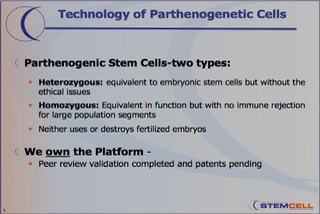 Technology of Parthenogenetic Cells
Parthenogenic Stem Cells-two types:
Heterozygous: equivalent to embryonic stem cells but without the
ethical issues
Homozygous: Equivalent in function but with no immune rejection
for large population segments
Neither uses or destroys fertilized embryos
We own the Platform -
Peer review validation completed and patents pending
STEMCELL